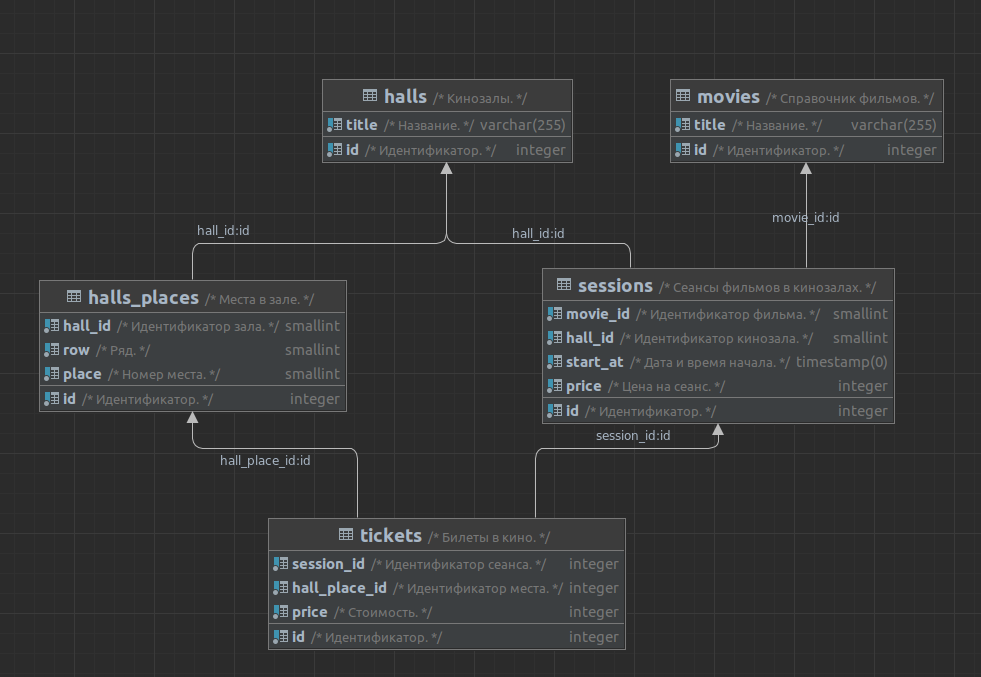 halls /* Кинозалы. */
title /* Название. */ varchar(255)
id /* Идентификатор. */ integer
movies /* Справочник фильмов. */
title /* Название. */ varchar(255)
id /* Идентификатор. */ integer
movie_id:id
hall_id:id
hall_id:id
halls_places /* Места в зале. */
hall_id /* Идентификатор зала. */ smallint
row /* Ряд. */ smallint
place /* Номер места. */ smallint
id /* Идентификатор. */ integer
sessions /* Сеансы фильмов в кинозалах. */
movie_id /* Идентификатор фильма. */ smallint
hall_id /* Идентификатор кинозала. */ smallint
start_at /* Дата и время начала. */ timestamp(0)
price /* Цена на сеанс. */ integer
id /* Идентификатор. */ integer
session_id:id
hall_place_id:id
tickets /* Билеты в кино. */
session_id /* Идентификатор сеанса. */ integer
hall_place_id /* Идентификатор места. */ integer
price /* Стоимость. */ integer
id /* Идентификатор. */ integer